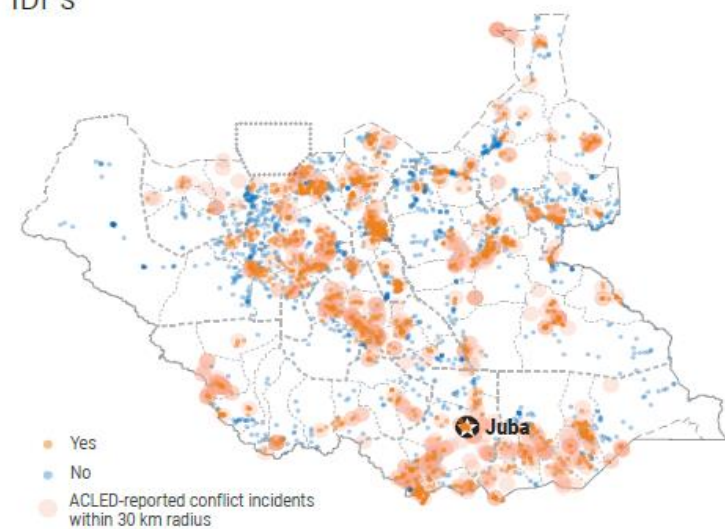 IDPs
Juba
Yes
No
ACLED-reported conflict incidents
within 30 km radius